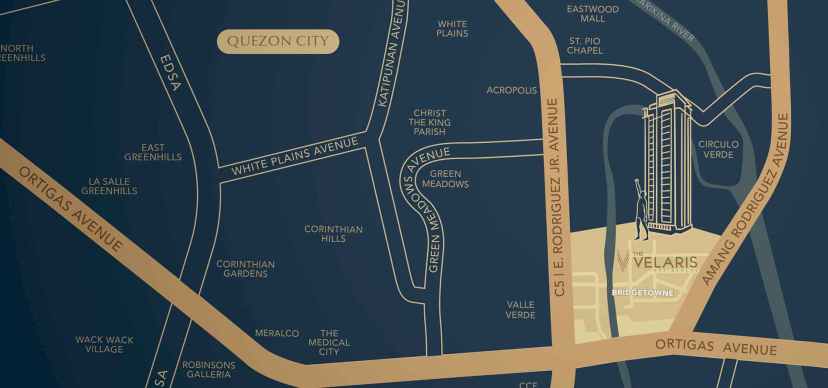 EASTWOOD
MALL
WHITE
PLAINS
QUEZON CITY
ST. PIO
CHAPEL
NORTH
GREENHILLS
EDSA
KATIPUNAN AVENUE
ACROPOLIS
CHRIST
THE KING
PARISH
EAST
GREENHILLS
WHITE PLAINS AVENUE
CIRCULO
VERDE
LA SALLE
GREENHILLS
GREEN
MEADOWS
GREEN MEADOWS AVENUE
C5 | E. RODRIGUEZ JR. AVENUE
AMANG RODRIGUEZ AVENUE
ORTIGAS AVENUE
CORINTHIAN
HILLS
CORINTHIAN
GARDENS
THE
VELARIS
BRIDGETOWNE
VALLE
VERDE
MERALCO
THE
MEDICAL
CITY
WACK WACK
VILLAGE
ROBINSONS
GALLERIA
ORTIGAS AVENUE
RIVER